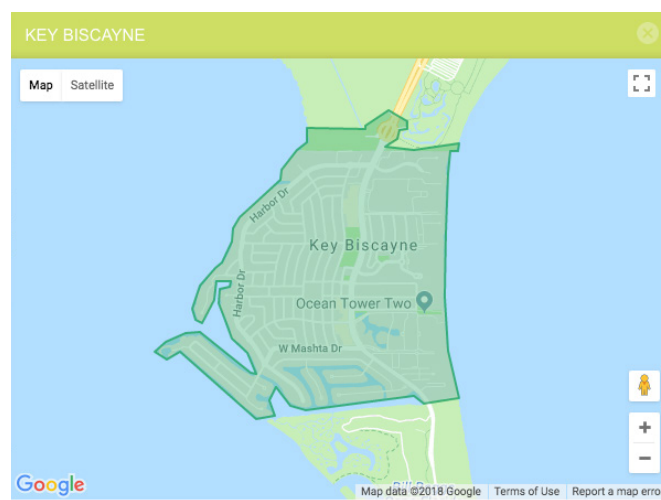 KEY BISCAYNE
Map Satellite
Harbor Dr
Key Biscayne
Harbor Dr
Ocean Tower Two
W Mashta Dr
Google
Map data ©2018 Google Terms of Use Report a map erro